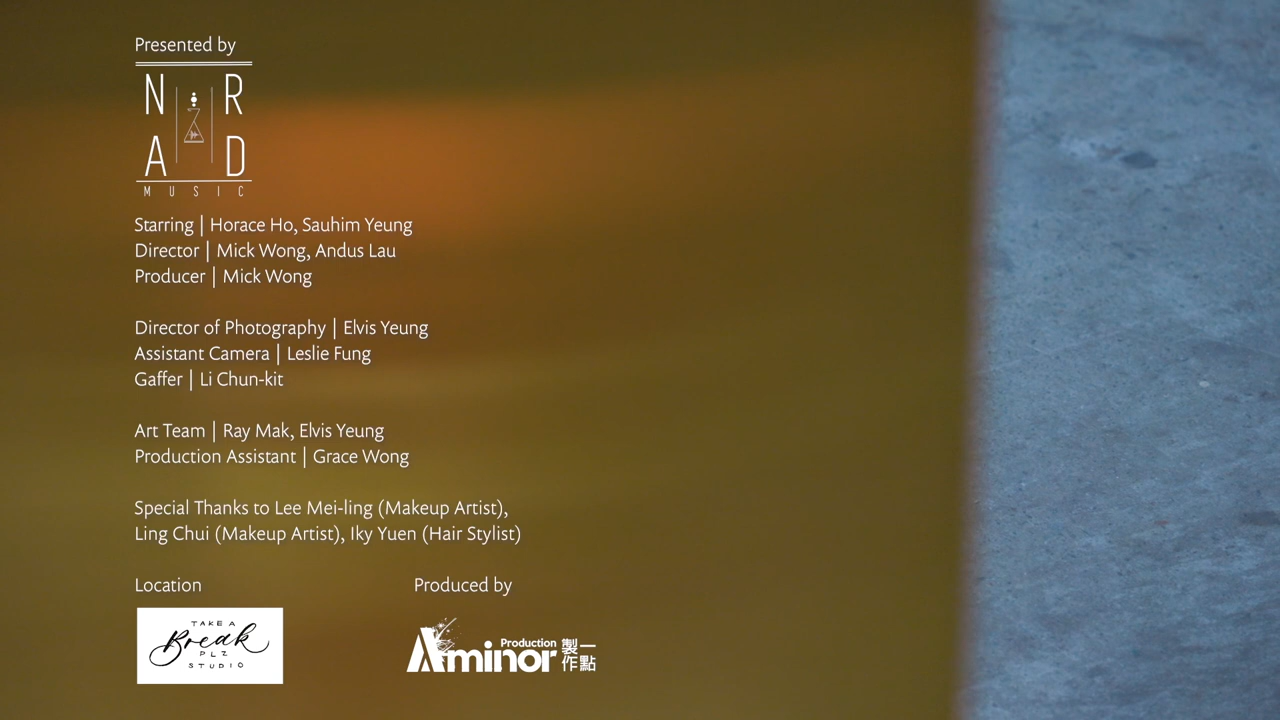 Presented by
N R
A D
MUSIC
Starring | Horace Ho, Sauhim Yeung
Director | Mick Wong, Andus Lau
Producer | Mick Wong
Director of Photography | Elvis Yeung
Assistant Camera | Leslie Fung
Gaffer | Li Chun-kit
Art Team | Ray Mak, Elvis Yeung
Production Assistant | Grace Wong
Special Thanks to Lee Mei-ling (Makeup Artist),
Ling Chui (Makeup Artist), Iky Yuen (Hair Stylist)
Location
TAKE A
Break
PLZ
STUDIO
Produced by
Aminor Production
製一
作點